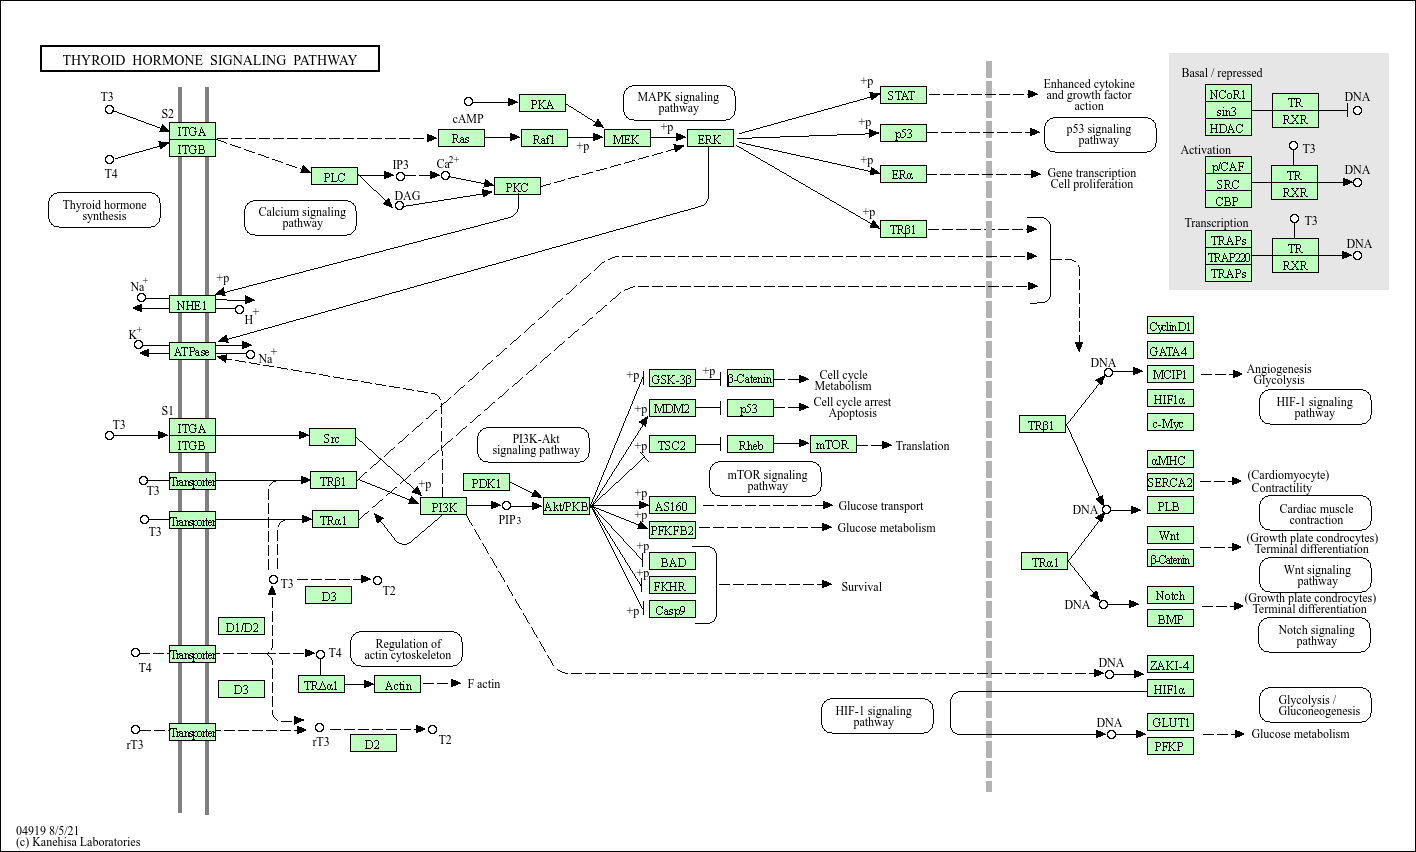 THYROID HORMONE SIGNALING PATHWAY
T3
S2
ITGA
ITGB
T4
Thyroid hormone
synthesis
cAMP
PKA
Ras
Raf1
+p
MEK
+p
ERK
MAPK signaling
pathway
PLC
IP3
Ca2+
DAG
PKC
Calcium signaling
pathway
+p
STAT
+p
p53
+p
ERα
+p
TRβ1
Enhanced cytokine
and growth factor
action
p53 signaling
pathway
Gene transcription
Cell proliferation
Basal / repressed
NCoR1
sin3
HDAC
TR
RXR
DNA
Activation
p/CAF
SRC
CBP
T3
TR
RXR
DNA
Transcription
TRAPs
TRAP220
TRAPs
T3
TR
RXR
DNA
+p
Na+
NHE1
H+
K+
ATPase
Na+
S1
T3
ITGA
ITGB
Src
T3
Transporter
TRβ1
T3
Transporter
TRα1
+p
PI3K
PI3K-Akt
signaling pathway
PDK1
PIP3
Akt/PKB
+p
GSK-3β
+p
β-Catenin
Cell cycle
Metabolism
+p
MDM2
p53
Cell cycle arrest
Apoptosis
+p
TSC2
Rheb
mTOR
Translation
mTOR signaling
pathway
+p
AS160
Glucose transport
+p
PFKFB2
Glucose metabolism
+p
BAD
+p
FKHR
+p
Casp9
Survival
T3
T2
D3
D1/D2
T4
Transporter
T4
Regulation of
actin cytoskeleton
D3
TRΔα1
Actin
F actin
rT3
Transporter
rT3
T2
D2
TRβ1
TRα1
DNA
DNA
DNA
CyclinD1
GATA4
MCIP1
HIF1α
c-Myc
Angiogenesis
Glycolysis
HIF-1 signaling
pathway
αMHC
SERCA2
PLB
(Cardiomyocyte)
Contractility
Cardiac muscle
contraction
Wnt
β-Catenin
(Growth plate condrocytes)
Terminal differentiation
Wnt signaling
pathway
Notch
BMP
(Growth plate condrocytes)
Terminal differentiation
Notch signaling
pathway
DNA
ZAKI-4
HIF1α
HIF-1 signaling
pathway
DNA
GLUT1
PFKP
Glycolysis /
Gluconeogenesis
Glucose metabolism
04919 8/5/21
(c) Kanehisa Laboratories